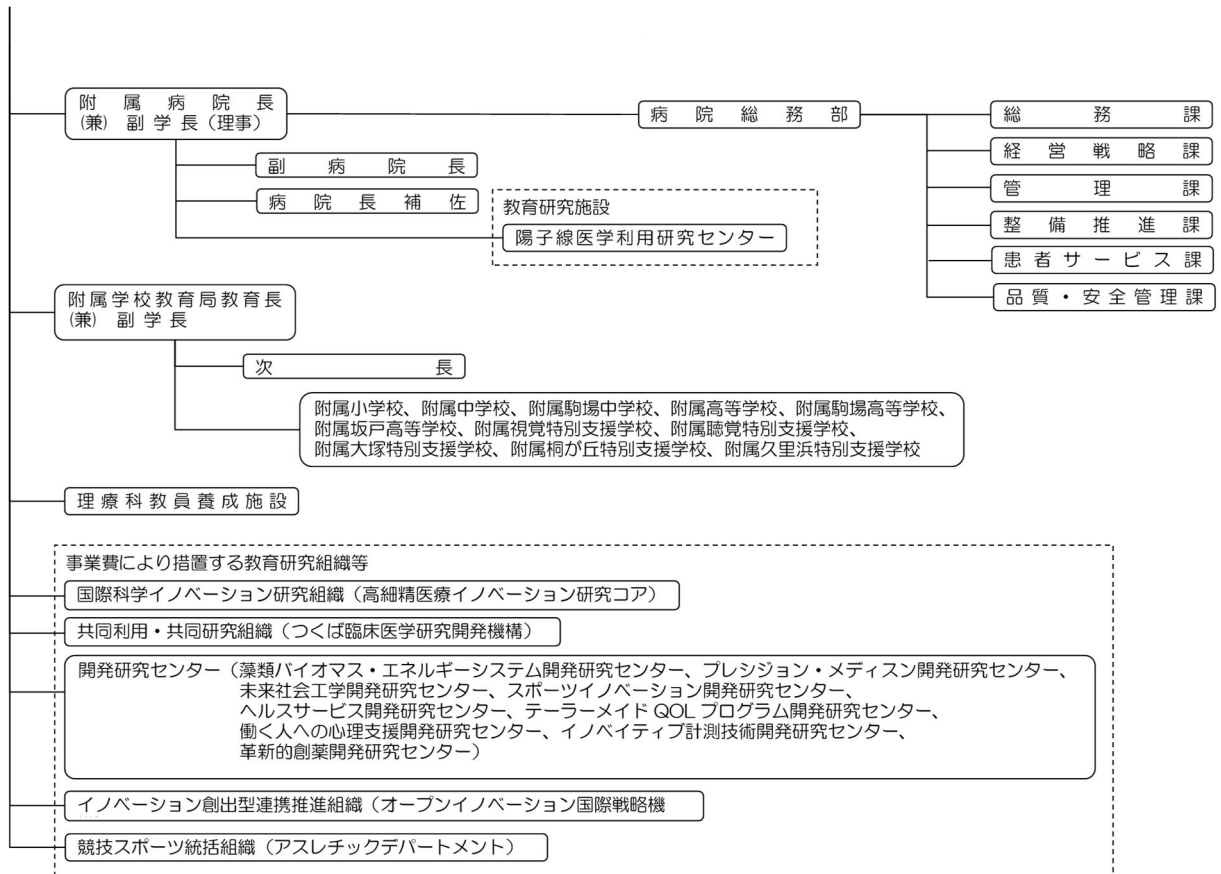 附属病院長
(兼) 副学長（理事）
病院総務部
総務課
経営戦略課
管理課
整備推進課
患者サービス課
品質・安全管理課
副病院長
病院長補佐
教育研究施設
陽子線医学利用研究センター
附属学校教育局教育長
(兼) 副学長
次長
附属小学校、附属中学校、附属駒場中学校、附属高等学校、附属駒場高等学校、
附属坂戸高等学校、附属視覚特別支援学校、附属聴覚特別支援学校、
附属大塚特別支援学校、附属桐が丘特別支援学校、附属久里浜特別支援学校
理療科教員養成施設
事業費により措置する教育研究組織等
国際科学イノベーション研究組織（高細精医療イノベーション研究コア）
共同利用・共同研究組織（つくば臨床医学研究開発機構）
開発研究センター（藻類バイオマス・エネルギーシステム開発研究センター、プレシジョン・メディスン開発研究センター、
未来社会工学開発研究センター、スポーツイノベーション開発研究センター、
ヘルスサービス開発研究センター、テーラーメイド QOL プログラム開発研究センター、
働く人への心理支援開発研究センター、イノベイティブ計測技術開発研究センター、
革新的創薬開発研究センター）
イノベーション創出型連携推進組織（オープンイノベーション国際戦略機
競技スポーツ統括組織（アスレチックデパートメント）